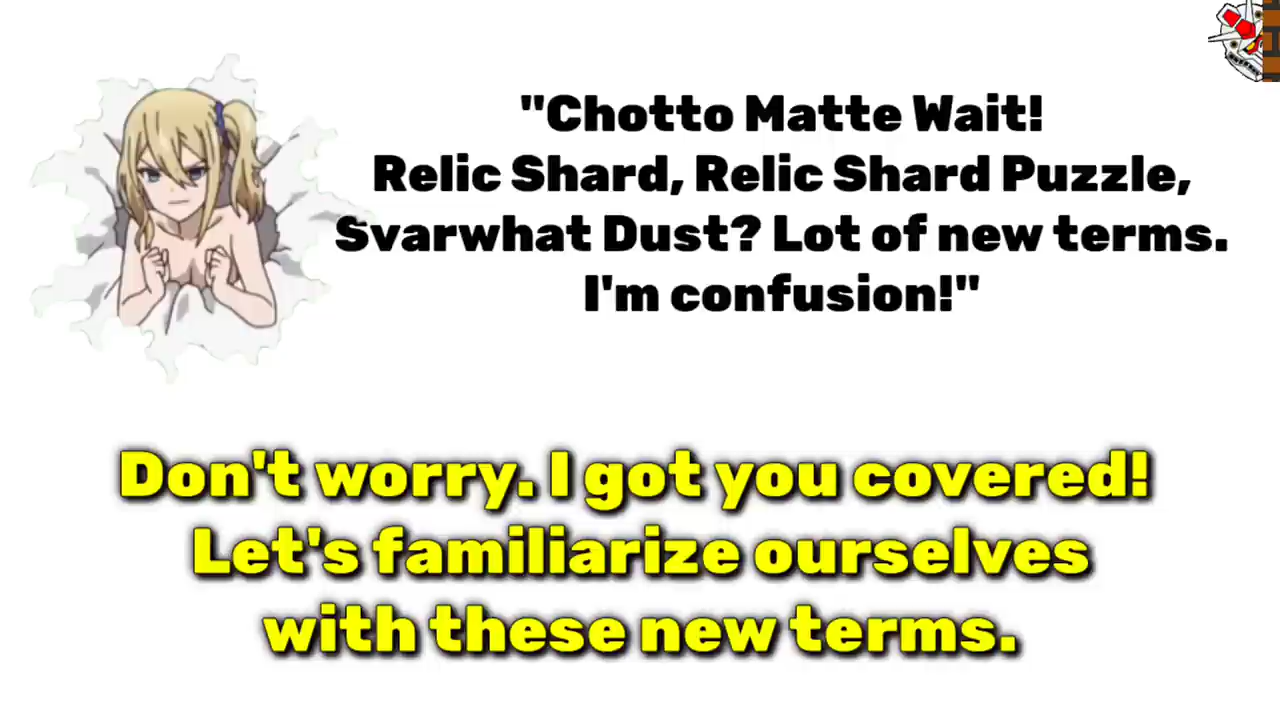 "Chotto Matte Wait!
Relic Shard, Relic Shard Puzzle,
Svarwhat Dust? Lot of new terms.
I'm confusion!"
Don't worry. I got you covered!
Let's familiarize ourselves
with these new terms.